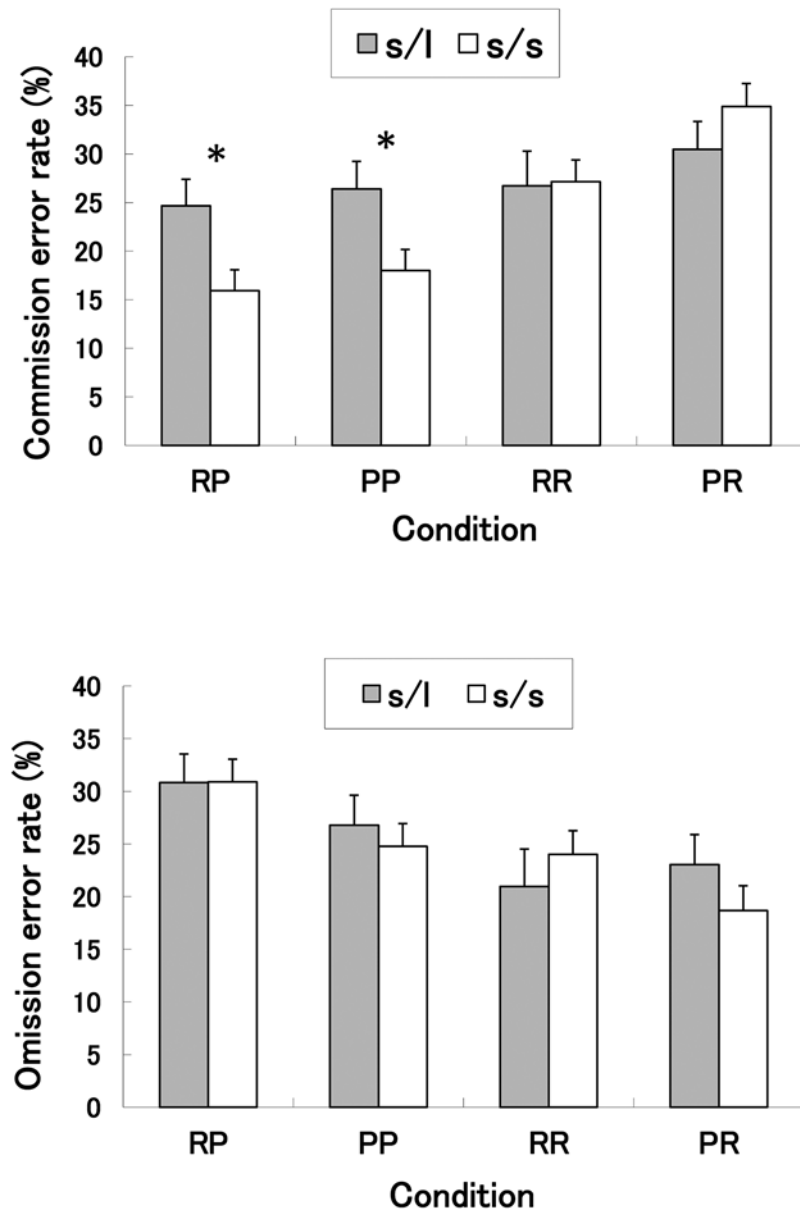 s/l s/s
Commission error rate (%)
40
35
30
25
20
15
10
5
0
*
*
RP PP RR PR
Condition
s/l s/s
Omission error rate (%)
40
35
30
25
20
15
10
5
0
RP PP RR PR
Condition